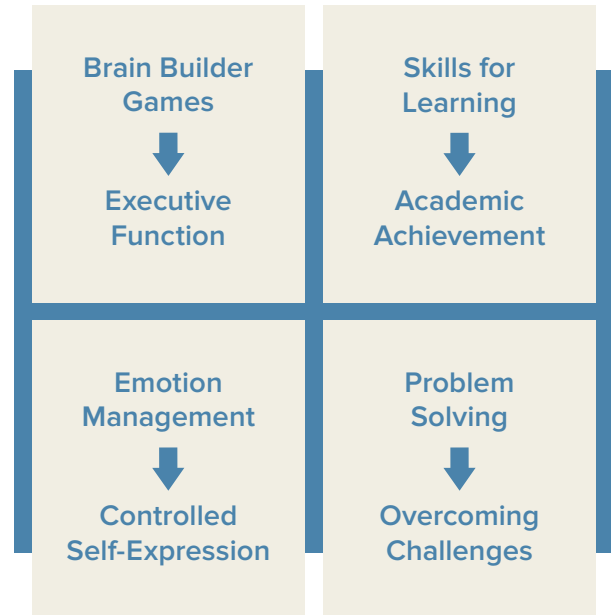 Brain Builder
Games
Executive
Function
Skills for
Learning
Academic
Achievement
Emotion
Management
Controlled
Self-Expression
Problem
Solving
Overcoming
Challenges